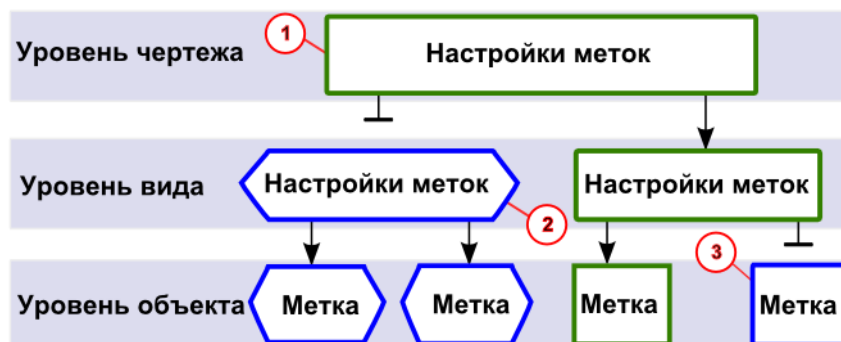 1
Уровень чертежа
Настройки меток
Уровень вида
Настройки меток
Настройки меток
2
3
Уровень объекта
Метка
Метка
Метка
Метка